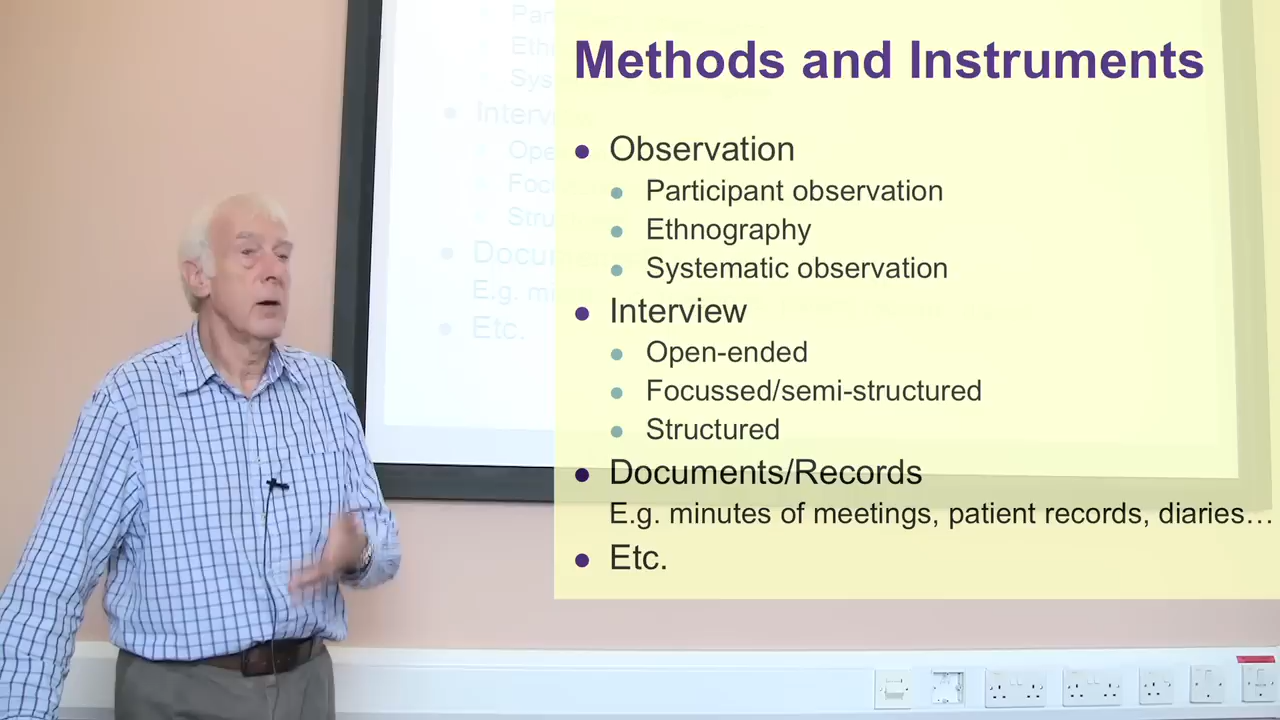 Methods and Instruments
Observation
Participant observation
Ethnography
Systematic observation
Interview
Open-ended
Focussed/semi-structured
Structured
Documents/Records
E.g. minutes of meetings, patient records, diaries…
Etc.
Etc.